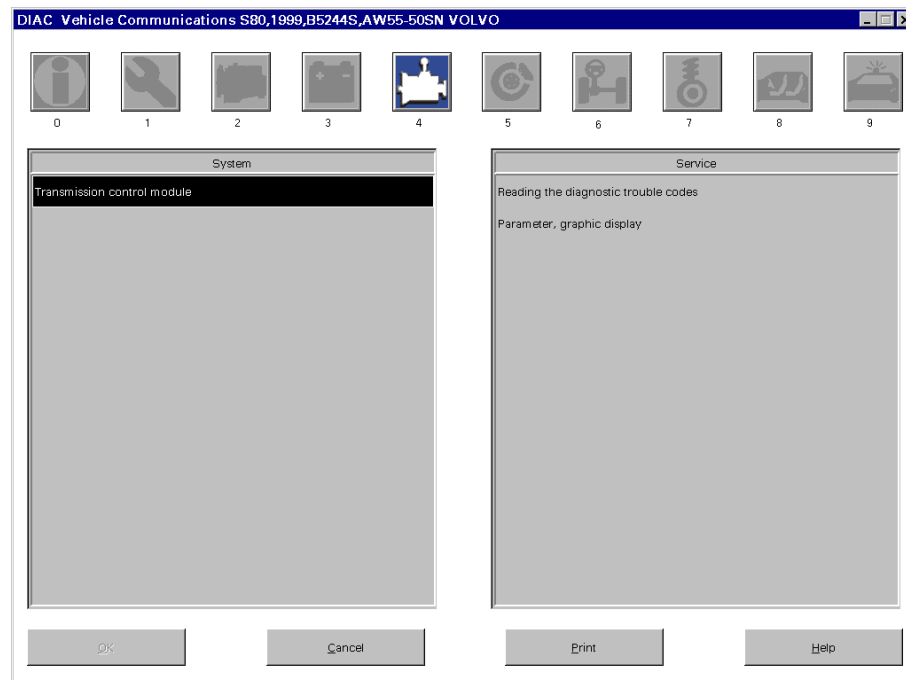 DIAC Vehicle Communications S80,1999,B5244S,AW55-50SN VOLVO
0 1 2 3 4 5 6 7 8 9
System
Transmission control module
Service
Reading the diagnostic trouble codes
Parameter, graphic display
OK Cancel Print Help